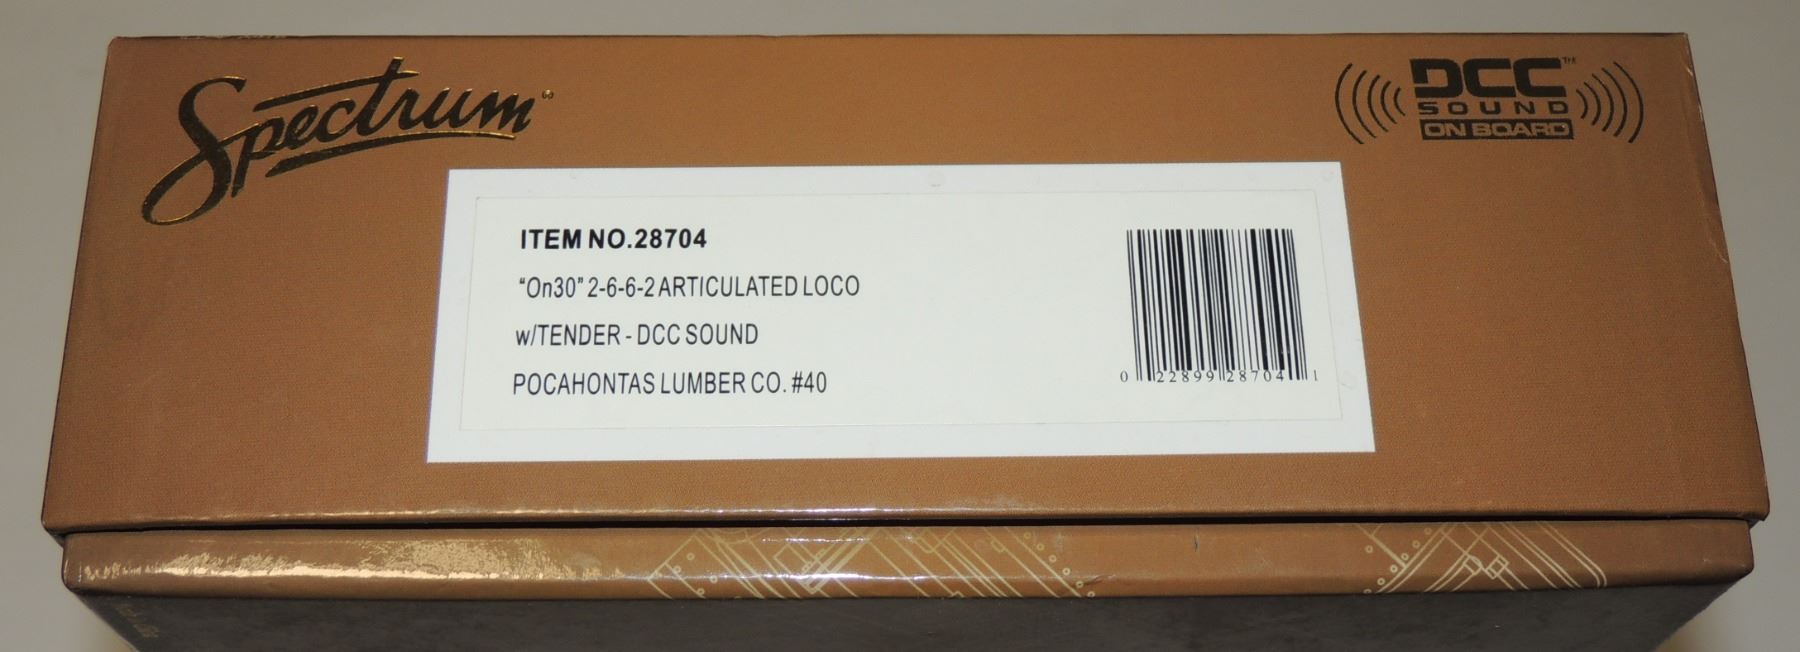 Spectrum
DCC™
SOUND
ON BOARD
ITEM NO.28704
"On30" 2-6-6-2 ARTICULATED LOCO
w/TENDER - DCC SOUND
POCAHONTAS LUMBER CO. #40
0 22899 28704 1